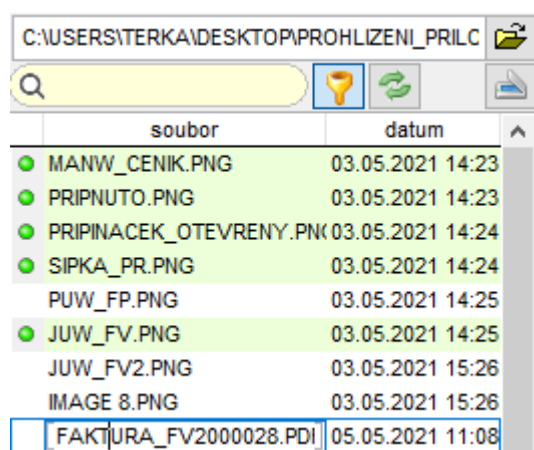 C:\USERS\TERKA\DESKTOP\PROHLIZENI_PRILC
soubor datum
MANW_CENIK.PNG 03.05.2021 14:23
PRIPNUTO.PNG 03.05.2021 14:23
PRIPINACEK_OTEVRENY.PN( 03.05.2021 14:24
SIPKA_PR.PNG 03.05.2021 14:24
PUW_FP.PNG 03.05.2021 14:25
JUW_FV.PNG 03.05.2021 14:25
JUW_FV2.PNG 03.05.2021 15:26
IMAGE 8.PNG 03.05.2021 15:26
FAKTURA_FV2000028.PDI 05.05.2021 11:08